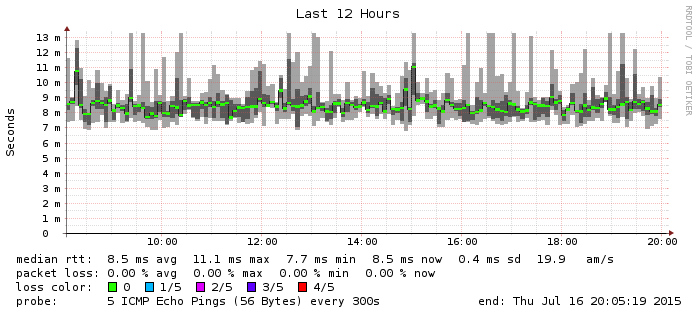 Last 12 Hours
RRDTOOL / TOBI OETIKER
Seconds
13 m
12 m
11 m
10 m
9 m
8 m
7 m
6 m
5 m
4 m
3 m
2 m
1 m
0
10:00 12:00 14:00 16:00 18:00 20:00
median rtt: 8.5 ms avg 11.1 ms max 7.7 ms min 8.5 ms now 0.4 ms sd 19.9 am/s
packet loss: 0.00 % avg 0.00 % max 0.00 % min 0.00 % now
loss color: 0 1/5 2/5 3/5 4/5
probe: 5 ICMP Echo Pings (56 Bytes) every 300s end: Thu Jul 16 20:05:19 2015